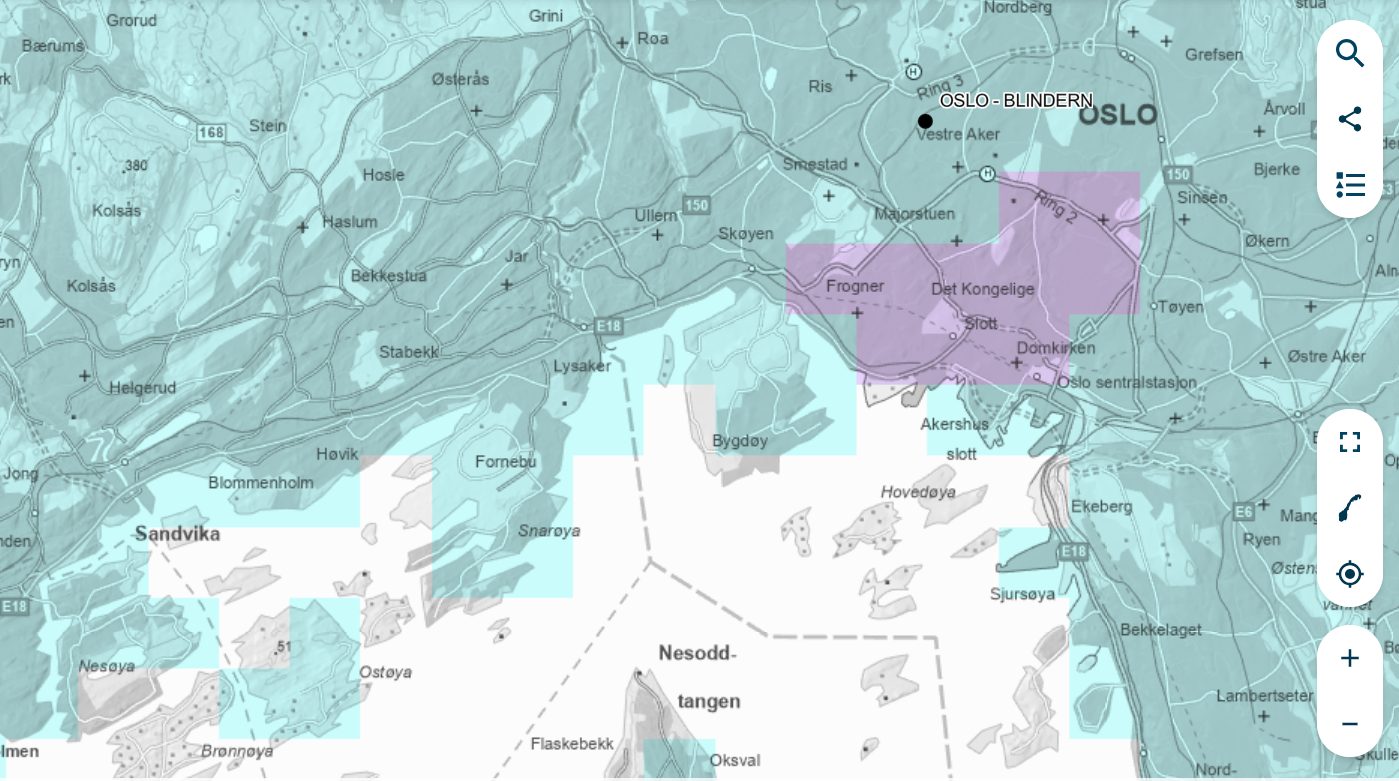 Grorud
Grini
Nordberg
stua
Bærums
Røa
Grefsen
Østerås
Ris
Ring 3
OSLO - BLINDERN
OSLO
Årvoll
168
Stein
Vestre Aker
380
Smestad
Bjerke
Hosle
150
Sinsen
Kolsås
Haslum
Ullern
150
Majorstuen
Ring 2
Skøyen
Økern
Jar
Kolsås
Bekkestua
Frogner
Det Kongelige
Slott
Tøyen
E18
Stabekk
Lysaker
Domkirken
Østre Aker
Helgerud
Oslo sentralstasjon
Akershus
slott
Bygdøy
Høvik
Fornebu
Jong
Blommenholm
Hovedøya
Ekeberg
E6
Sandvika
Snarøya
Ryen
E18
Sjursøya
E18
51
Bekkelaget
Nesodd-
tangen
Nesøya
Ostøya
Lambertseter
Flaskebekk
Brønnøya
Oksval
Nord-